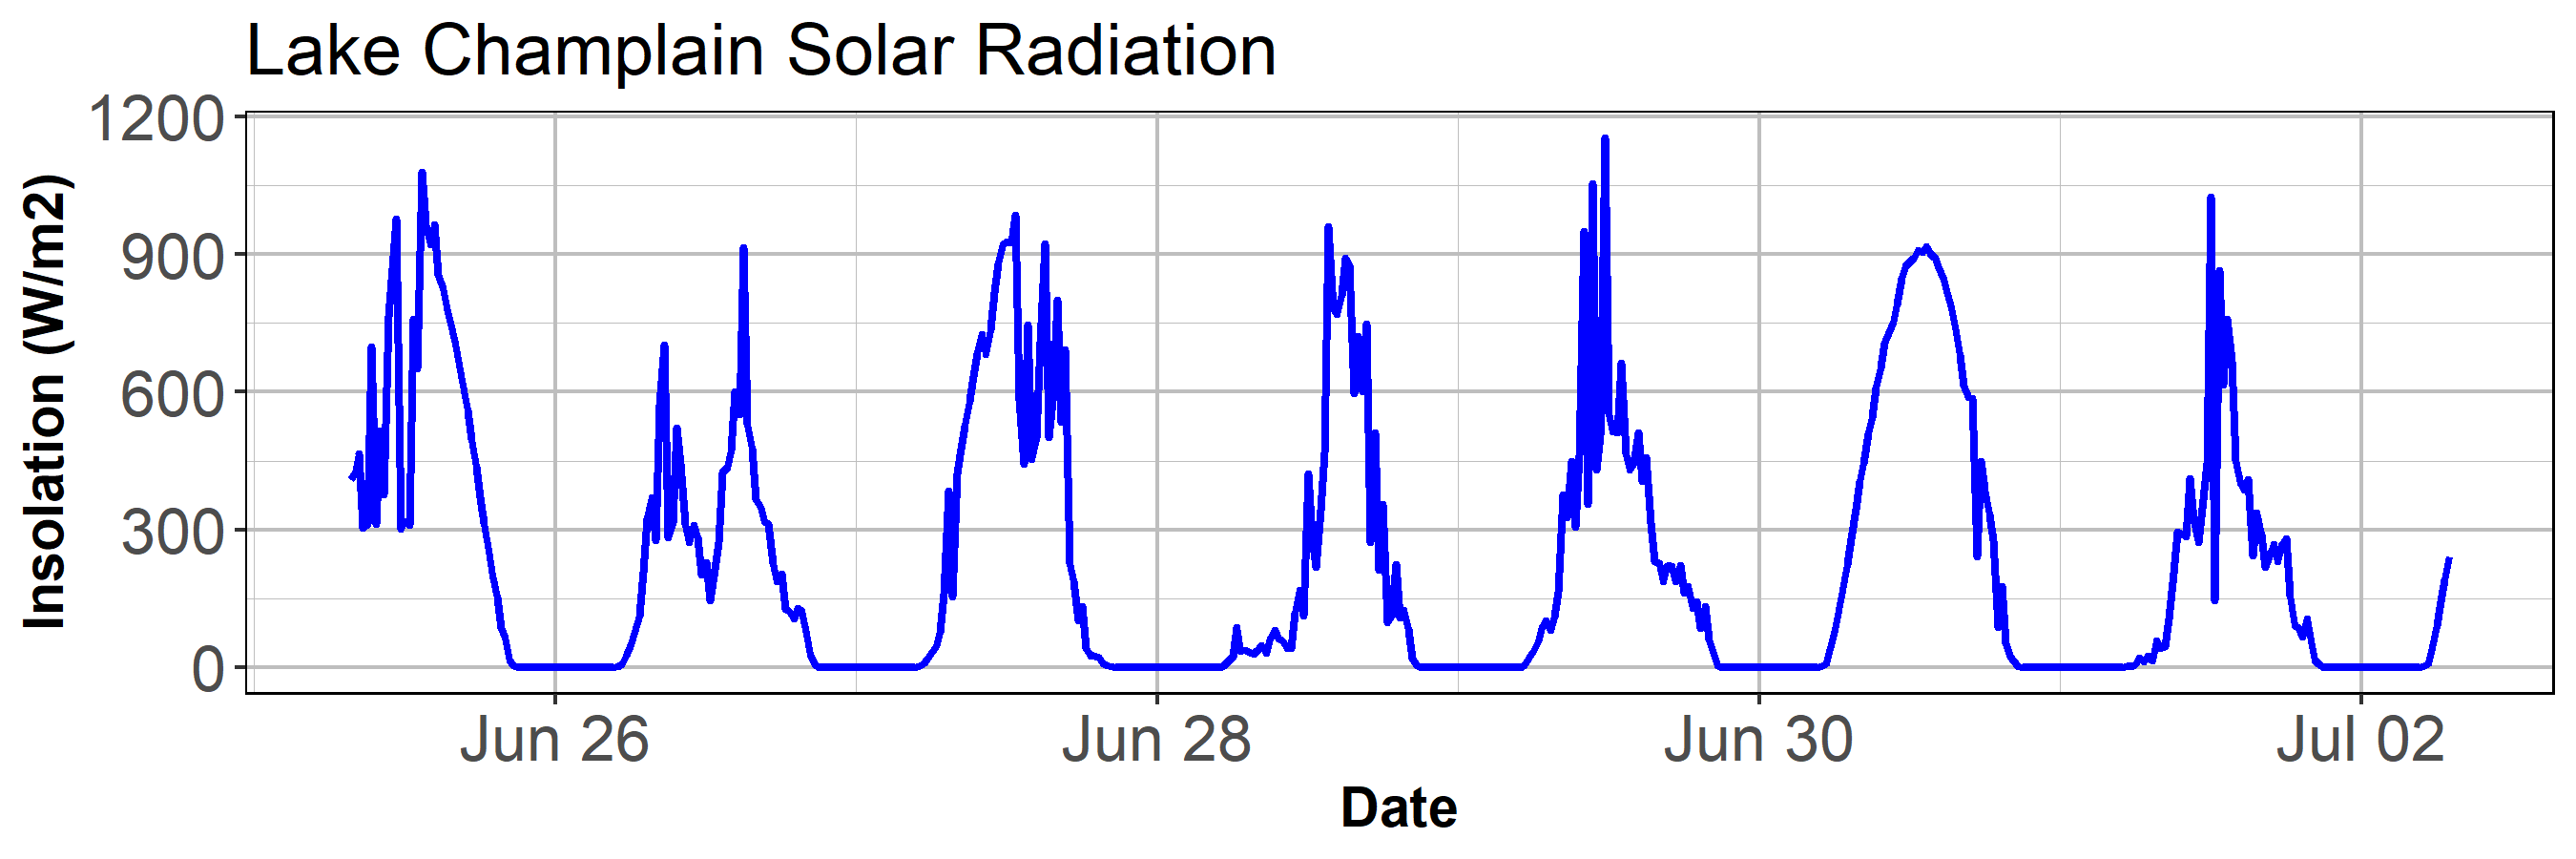 Lake Champlain Solar Radiation
1200
900
600
300
0
Insolation (W/m2)
Jun 26 Jun 28 Jun 30 Jul 02
Date